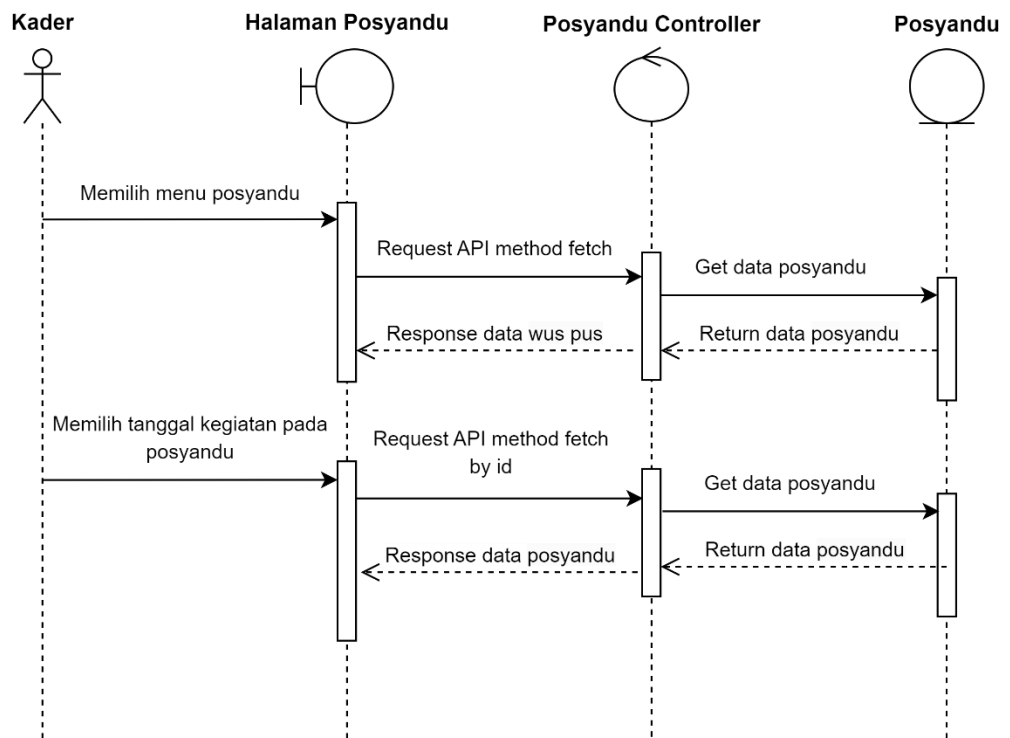 Kader
Halaman Posyandu
Posyandu Controller
Posyandu
Memilih menu posyandu
Request API method fetch
Get data posyandu
Response data wus pus
Return data posyandu
Memilih tanggal kegiatan pada
posyandu
Request API method fetch
by id
Get data posyandu
Response data posyandu
Return data posyandu